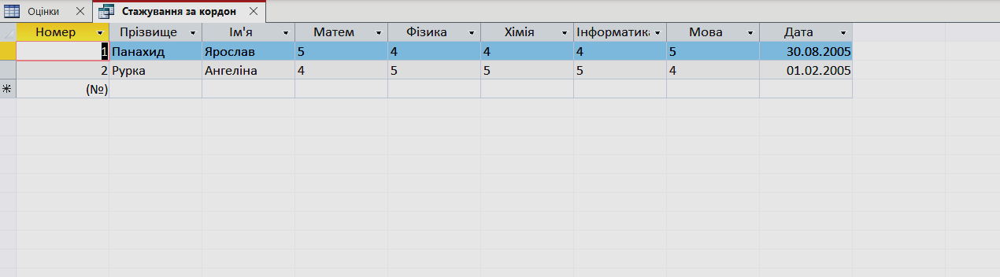 Оцінки Стажування за кордон
Номер Прізвище Ім'я Матем Фізика Хімія Інформатика Мова Дата
1 Панахид Ярослав 5 4 4 4 5 30.08.2005
2 Рурка Ангеліна 4 5 5 5 4 01.02.2005
(№)